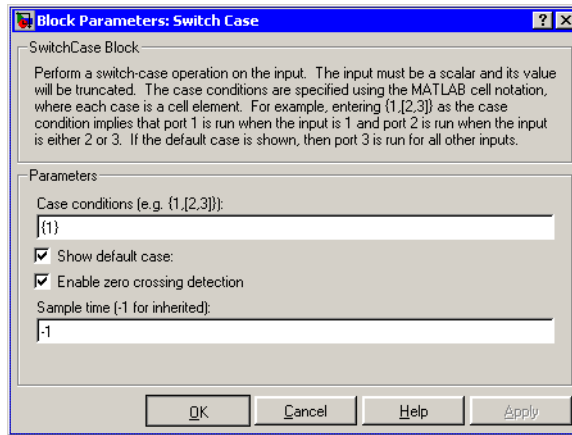 Block Parameters: Switch Case
SwitchCase Block
Perform a switch-case operation on the input. The input must be a scalar and its value
will be truncated. The case conditions are specified using the MATLAB cell notation,
where each case is a cell element. For example, entering {1,[2,3]} as the case
condition implies that port 1 is run when the input is 1 and port 2 is run when the input
is either 2 or 3. If the default case is shown, then port 3 is run for all other inputs.
Parameters
Case conditions (e.g. {1,[2,3]}):
{1}
Show default case:
Enable zero crossing detection
Sample time (-1 for inherited):
-1
OK Cancel Help Apply